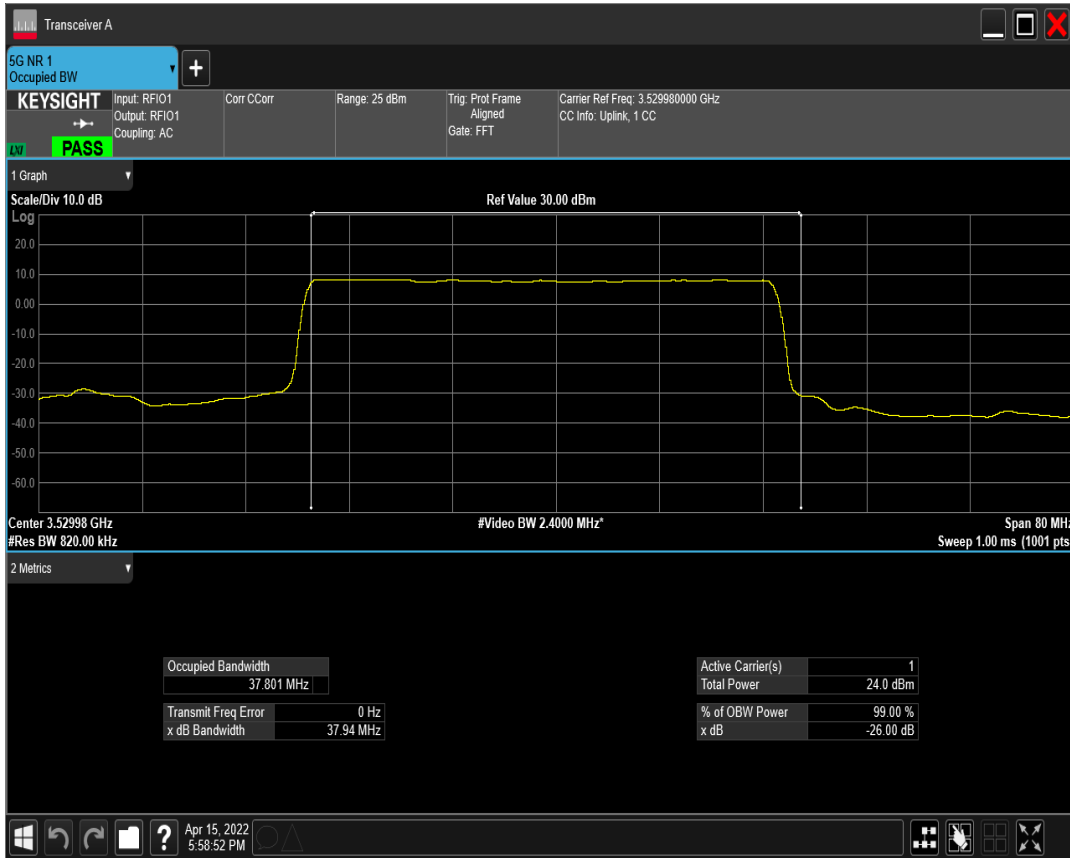 Transceiver A
5G NR 1
Occupied BW
KEYSIGHT
LXI
PASS
Input: RFIO1
Output: RFIO1
Coupling: AC
Corr CCorr
Range: 25 dBm
Trig: Prot Frame
Aligned
Gate: FFT
Carrier Ref Freq: 3.529980000 GHz
CC Info: Uplink, 1 CC
1 Graph
Scale/Div 10.0 dB
Ref Value 30.00 dBm
Log
20.0
10.0
0.00
-10.0
-20.0
-30.0
-40.0
-50.0
-60.0
Center 3.52998 GHz
#Video BW 2.4000 MHz*
Span 80 MHz
#Res BW 820.00 kHz
Sweep 1.00 ms (1001 pts
2 Metrics
Occupied Bandwidth
37.801 MHz
Transmit Freq Error 0 Hz
x dB Bandwidth 37.94 MHz
Active Carrier(s) 1
Total Power 24.0 dBm
% of OBW Power 99.00 %
x dB -26.00 dB
?
Apr 15, 2022
5:58:52 PM